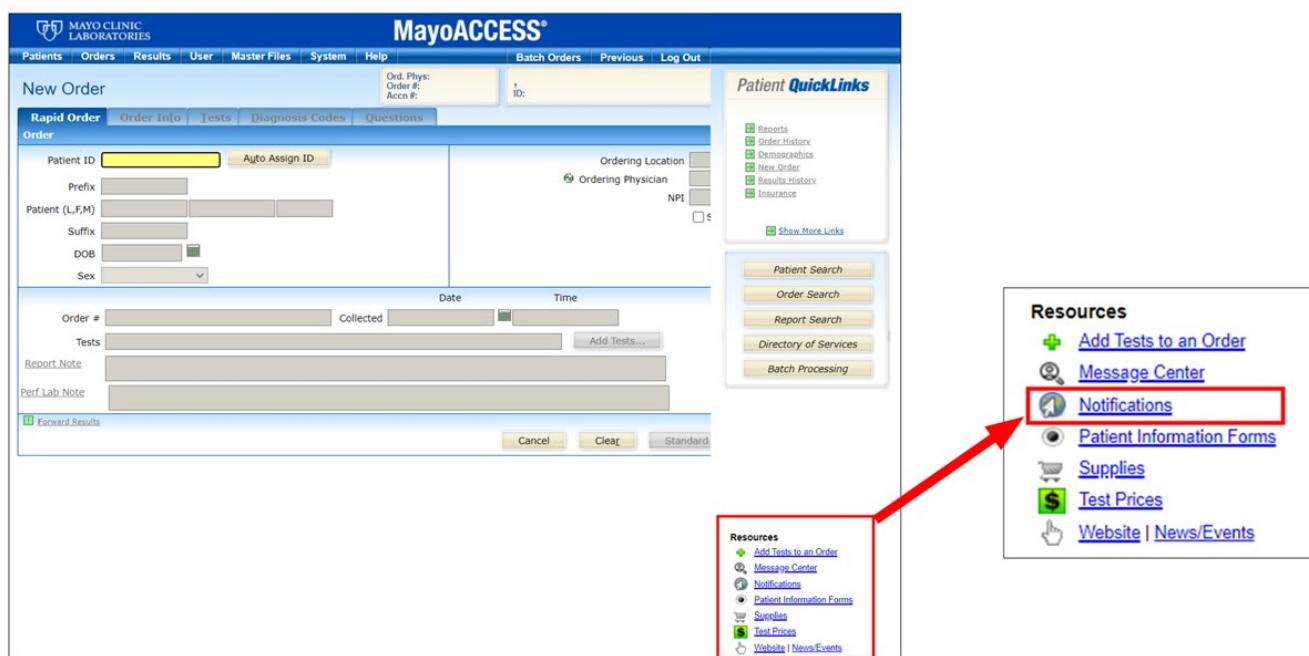 MAYO CLINIC
LABORATORIES
MayoACCESS®
Patients Orders Results User Master Files System Help Batch Orders Previous Log Out
New Order
Ord. Phys:
Order #:
Accn #:
,
ID:
Rapid Order Order Info Tests Diagnosis Codes Questions
Order
Patient ID Auto Assign ID
Prefix
Patient (L,F,M)
Suffix
DOB
Sex
Ordering Location
Ordering Physician
NPI
S
Date Time
Order # Collected
Tests Add Tests...
Report Note
Perf Lab Note
Forward Results
Cancel Clear Standard
Patient QuickLinks
Reports
Order History
Demographics
New Order
Results History
Insurance
Show More Links
Patient Search
Order Search
Report Search
Directory of Services
Batch Processing
Resources
Add Tests to an Order
Message Center
Notifications
Patient Information Forms
Supplies
$ Test Prices
Website | News/Events
Resources
Add Tests to an Order
Message Center
Notifications
Patient Information Forms
Supplies
$ Test Prices
Website | News/Events